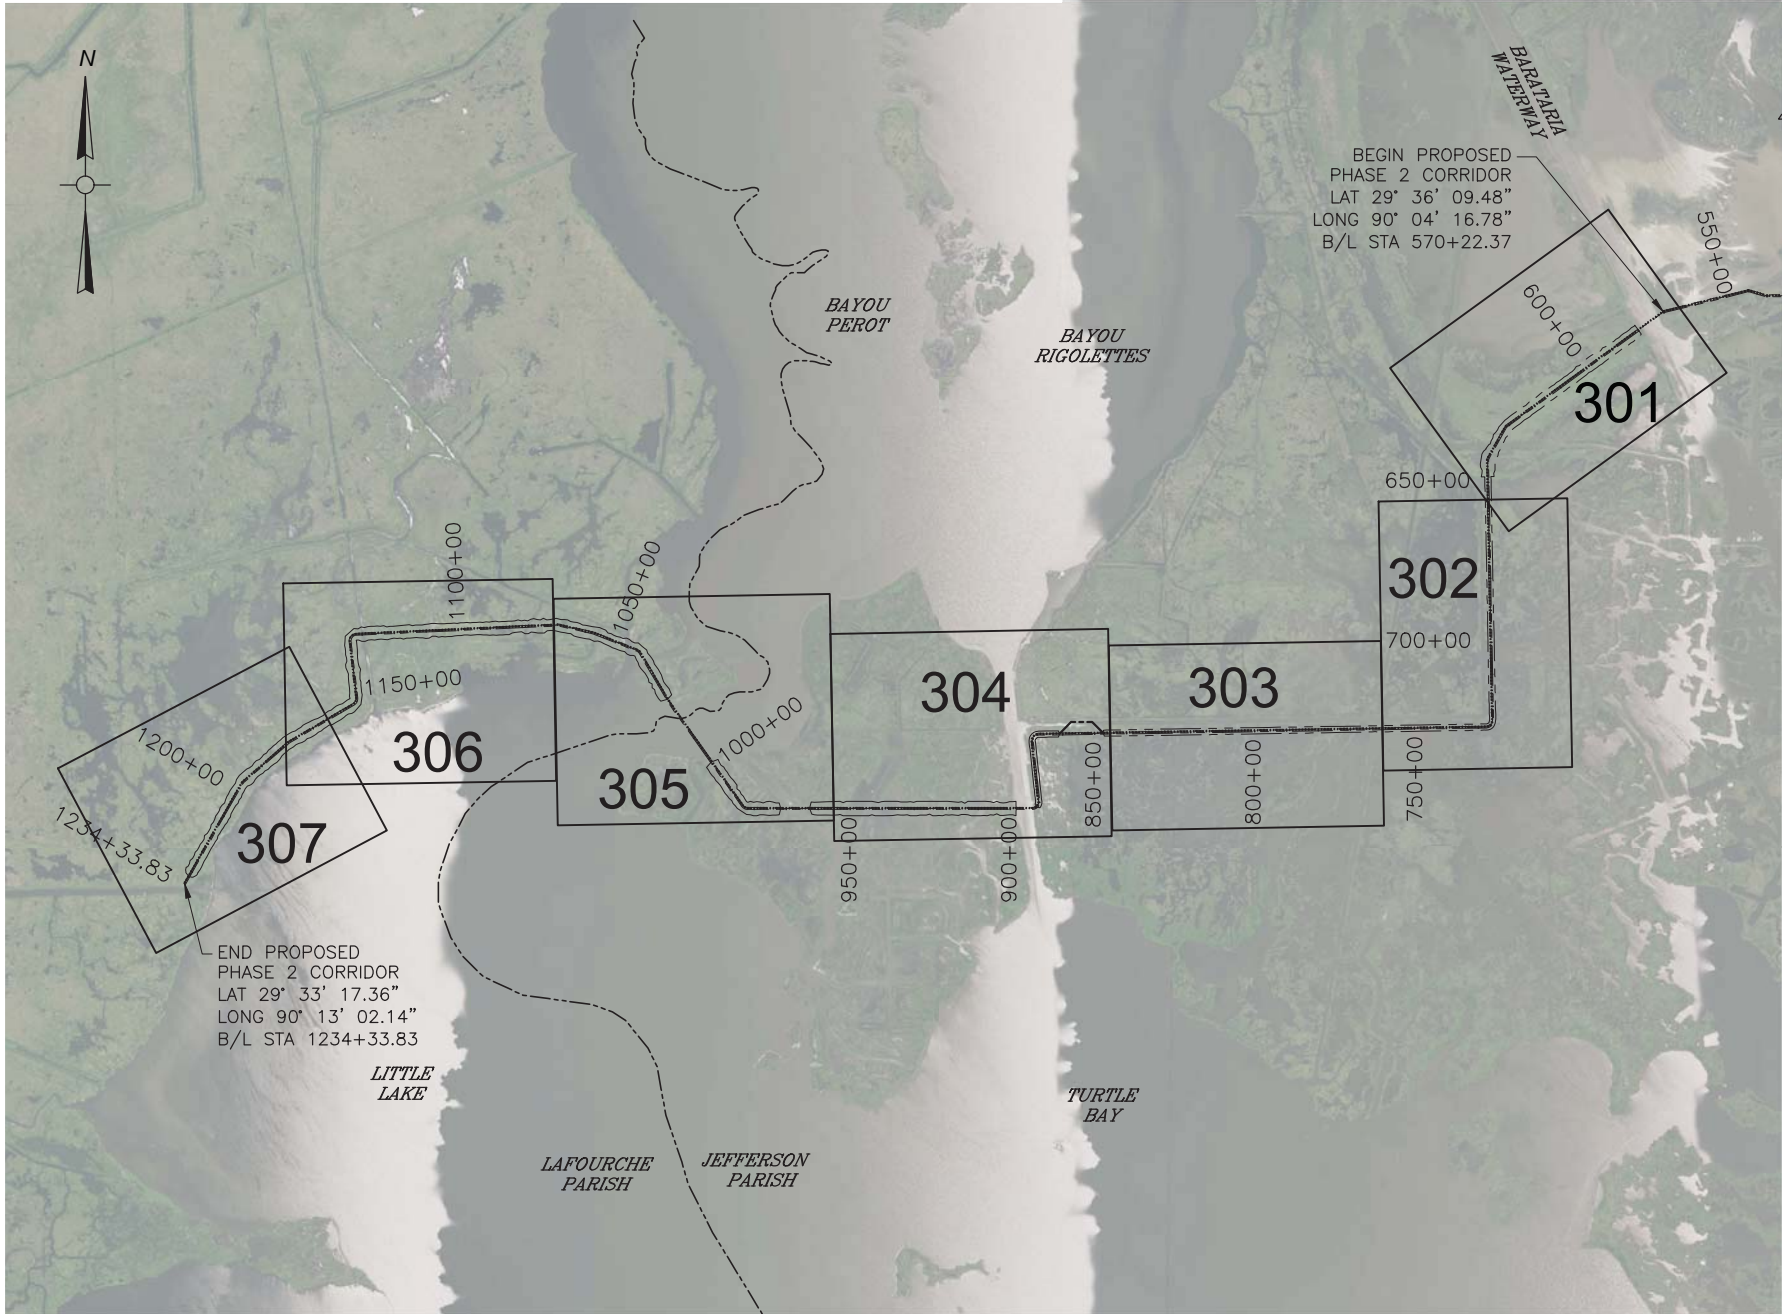 N
BARATARIA
WATERWAY
BEGIN PROPOSED
PHASE 2 CORRIDOR
LAT 29° 36' 09.48"
LONG 90° 04' 16.78"
B/L STA 570+22.37
550+00
600+00
301
BAYOU
PEROT
BAYOU
RIGOLETTES
650+00
302
700+00
1100+00
1050+00
304
303
1150+00
1000+00
1200+00
306
305
850+00
800+00
750+00
1234+33.83
307
950+00
900+00
END PROPOSED
PHASE 2 CORRIDOR
LAT 29° 33' 17.36"
LONG 90° 13' 02.14"
B/L STA 1234+33.83
LITTLE
LAKE
TURTLE
BAY
LAFOURCHE
PARISH
JEFFERSON
PARISH